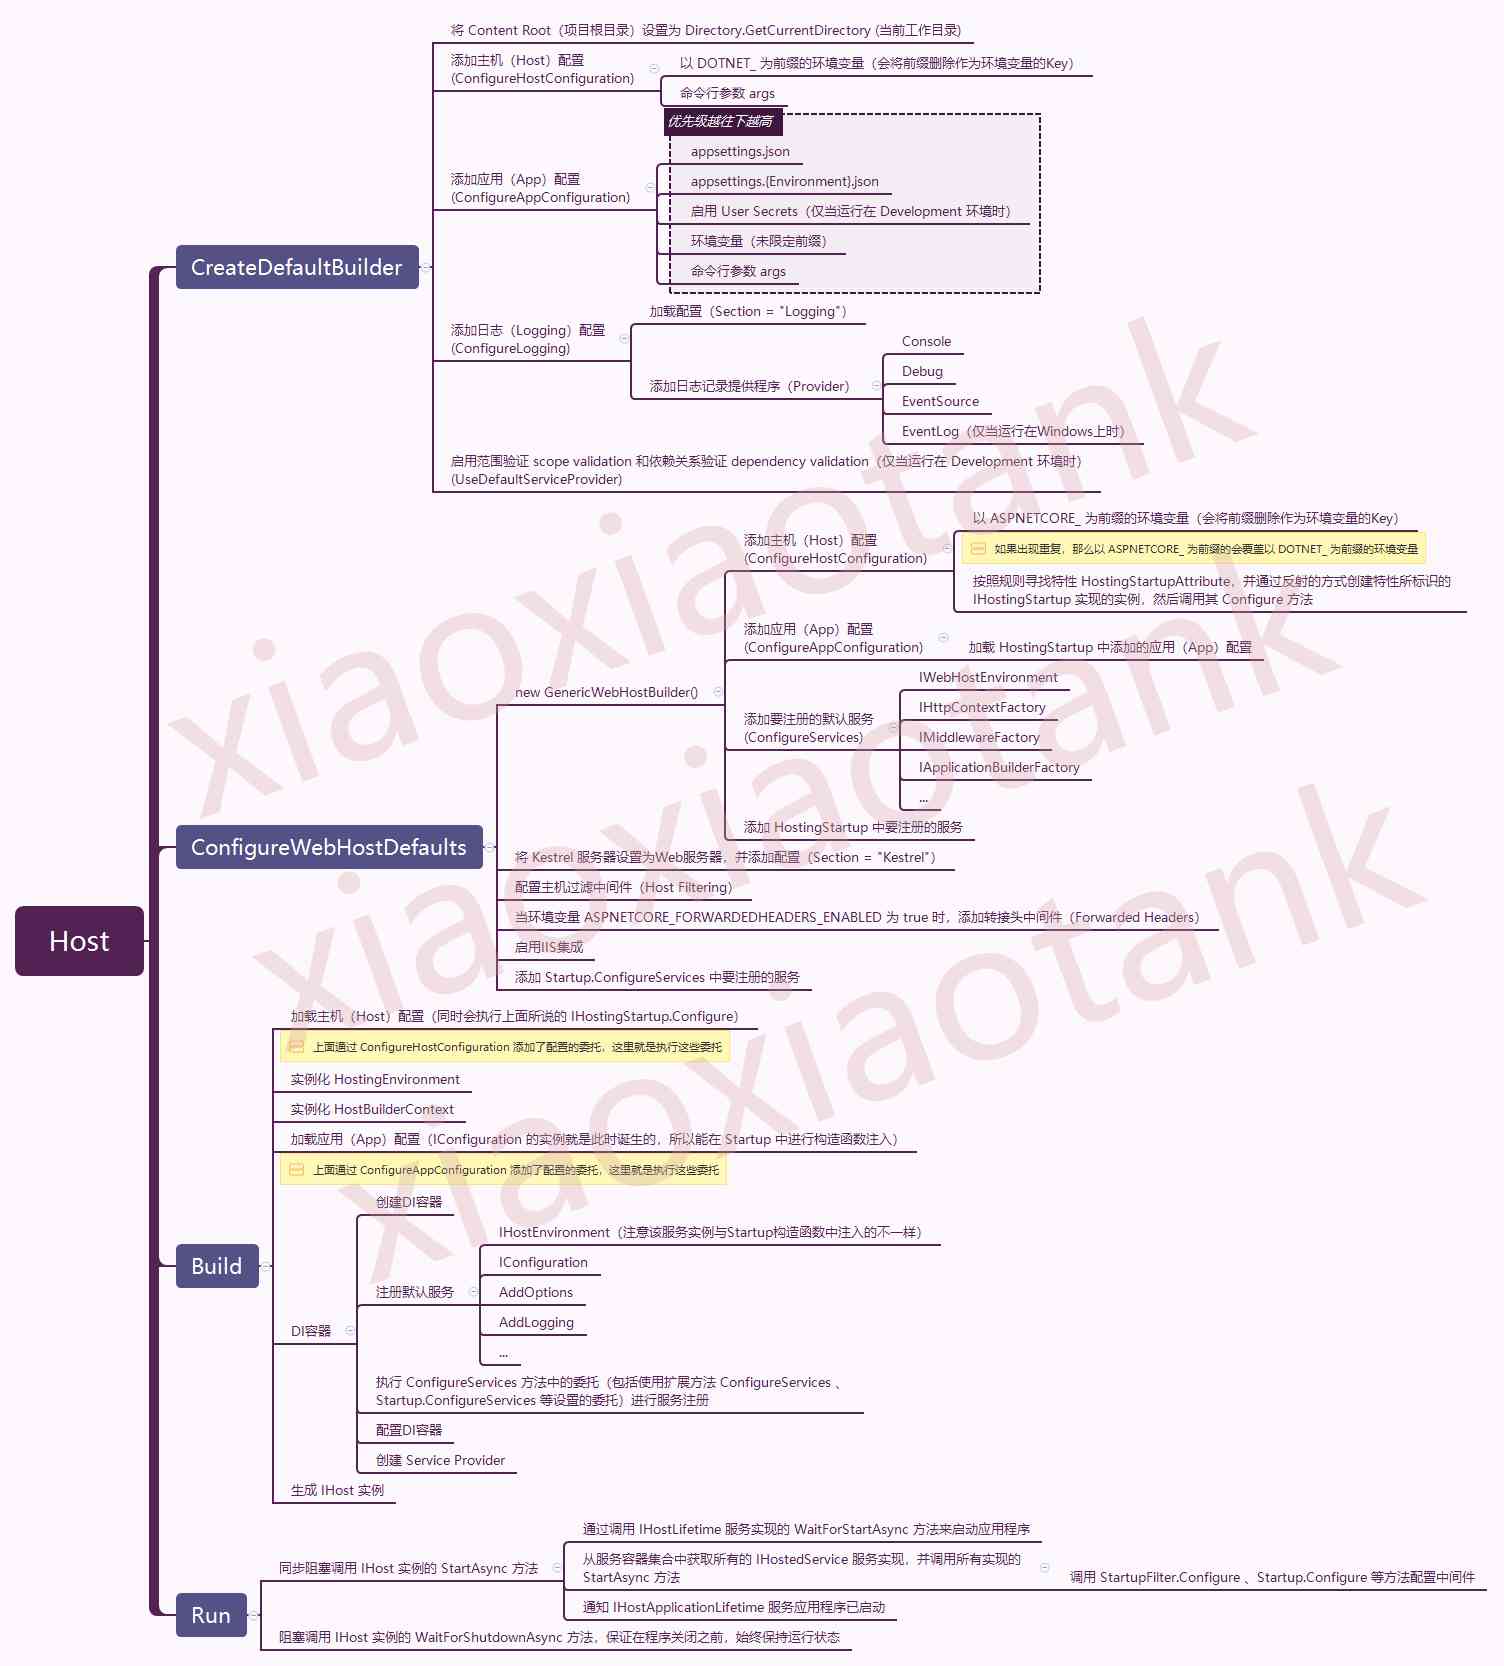 将 Content Root（项目根目录）设置为 Directory.GetCurrentDirectory (当前工作目录)
添加主机（Host）配置
(ConfigureHostConfiguration)
以 DOTNET_ 为前缀的环境变量（会将前缀删除作为环境变量的Key）
命令行参数 args
优先级越往下越高
添加应用（App）配置
(ConfigureAppConfiguration)
appsettings.json
appsettings.{Environment}.json
启用 User Secrets（仅当运行在 Development 环境时）
环境变量（未限定前缀）
命令行参数 args
CreateDefaultBuilder
添加日志（Logging）配置
(ConfigureLogging)
加载配置（Section = "Logging"）
添加日志记录提供程序（Provider）
Console
Debug
EventSource
EventLog（仅当运行在Windows上时）
启用范围验证 scope validation 和依赖关系验证 dependency validation（仅当运行在 Development 环境时）
(UseDefaultServiceProvider)
Host
ConfigureWebHostDefaults
new GenericWebHostBuilder()
添加主机（Host）配置
(ConfigureHostConfiguration)
以 ASPNETCORE_ 为前缀的环境变量（会将前缀删除作为环境变量的Key）
如果出现重复，那么以 ASPNETCORE_ 为前缀的会覆盖以 DOTNET_ 为前缀的环境变量
按照规则寻找特性 HostingStartupAttribute，并通过反射的方式创建特性所标识的
IHostingStartup 实现的实例，然后调用其 Configure 方法
添加应用（App）配置
(ConfigureAppConfiguration)
加载 HostingStartup 中添加的应用（App）配置
添加要注册的默认服务
(ConfigureServices)
IWebHostEnvironment
IHttpContextFactory
IMiddlewareFactory
IApplicationBuilderFactory
...
添加 HostingStartup 中要注册的服务
将 Kestrel 服务器设置为Web服务器，并添加配置（Section = "Kestrel"）
配置主机过滤中间件（Host Filtering）
当环境变量 ASPNETCORE_FORWARDEDHEADERS_ENABLED 为 true 时，添加转接头中间件（Forwarded Headers）
启用IIS集成
添加 Startup.ConfigureServices 中要注册的服务
Build
加载主机（Host）配置（同时会执行上面所说的 IHostingStartup.Configure）
上面通过 ConfigureHostConfiguration 添加了配置的委托，这里就是执行这些委托
实例化 HostingEnvironment
实例化 HostBuilderContext
加载应用（App）配置（IConfiguration 的实例就是此时诞生的，所以能在 Startup 中进行构造函数注入）
上面通过 ConfigureAppConfiguration 添加了配置的委托，这里就是执行这些委托
DI容器
创建DI容器
注册默认服务
IHostEnvironment（注意该服务实例与Startup构造函数中注入的不一样）
IConfiguration
AddOptions
AddLogging
...
执行 ConfigureServices 方法中的委托（包括使用扩展方法 ConfigureServices 、
Startup.ConfigureServices 等设置的委托）进行服务注册
配置DI容器
创建 Service Provider
生成 IHost 实例
Run
同步阻塞调用 IHost 实例的 StartAsync 方法
通过调用 IHostLifetime 服务实现的 WaitForStartAsync 方法来启动应用程序
从服务容器集合中获取所有的 IHostedService 服务实现，并调用所有实现的
StartAsync 方法
调用 StartupFilter.Configure 、Startup.Configure 等方法配置中间件
通知 IHostApplicationLifetime 服务应用程序已启动
阻塞调用 IHost 实例的 WaitForShutdownAsync 方法，保证在程序关闭之前，始终保持运行状态
xiaoxiaotank
xiaoxiaotank
xiaoxiaotank